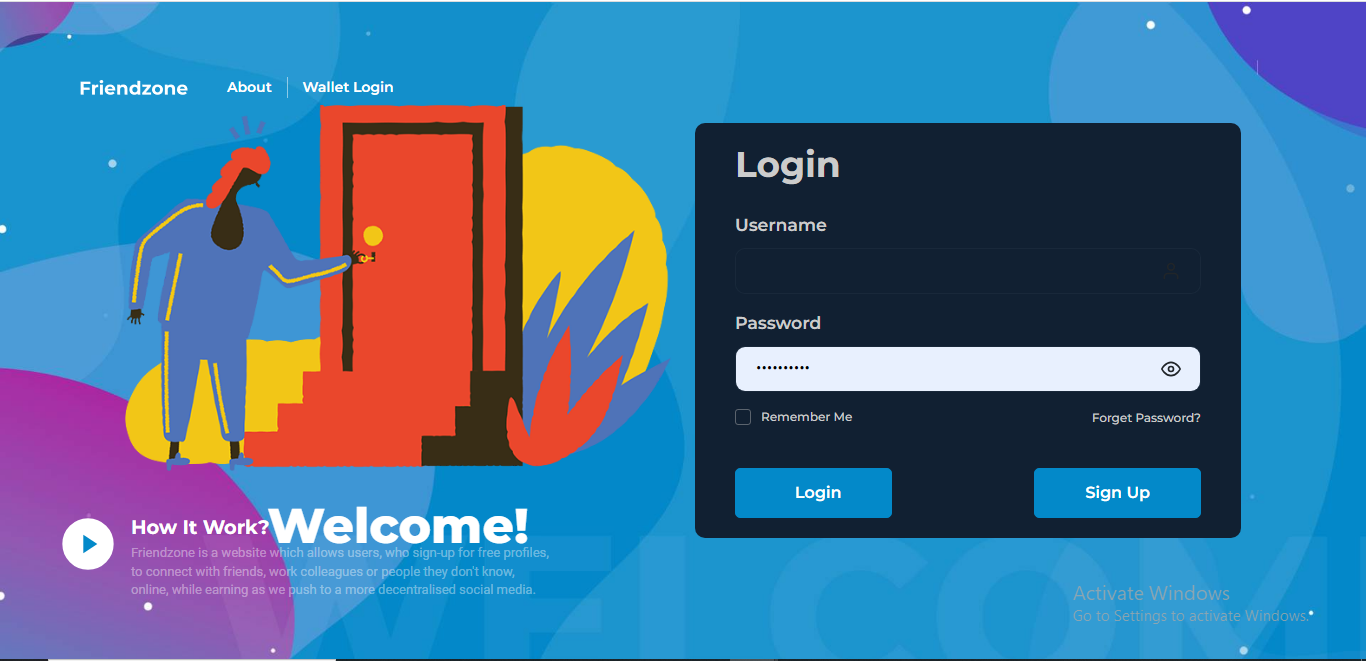 Friendzone
About
Wallet Login
Login
Username
Password
••••••••••
Remember Me
Forget Password?
Login
Sign Up
How It Work?
Welcome!
Friendzone is a website which allows users, who sign-up for free profiles,
to connect with friends, work colleagues or people they don't know,
online, while earning as we push to a more decentralised social media.
WELCOM
Activate Windows
Go to Settings to activate Windows.